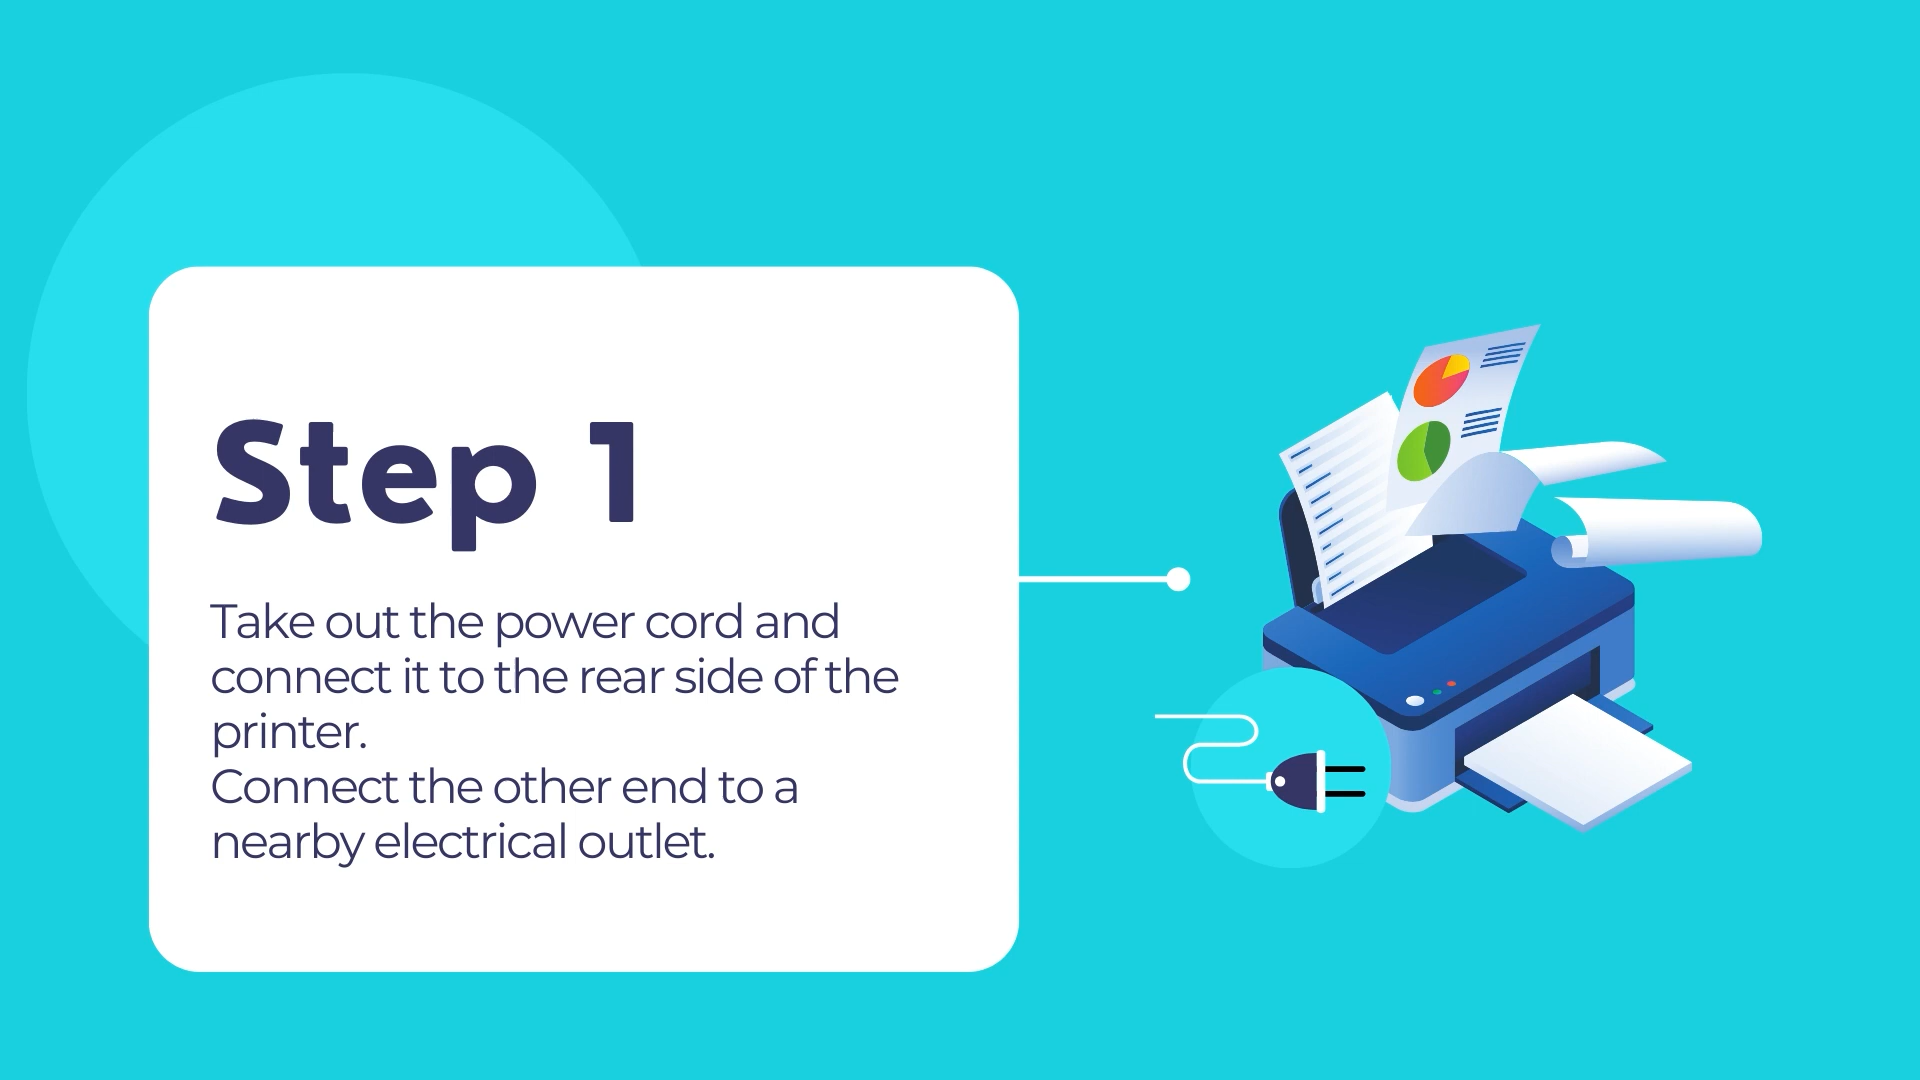 Step 1
Take out the power cord and
connect it to the rear side of the
printer.
Connect the other end to a
nearby electrical outlet.